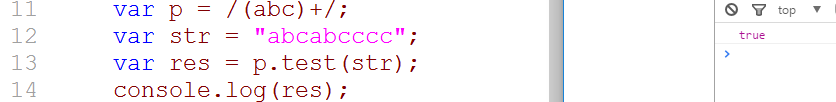 11 var p = /(abc)+/;
12 var str = "abcabcccc";
13 var res = p.test(str);
14 console.log(res);
top
true